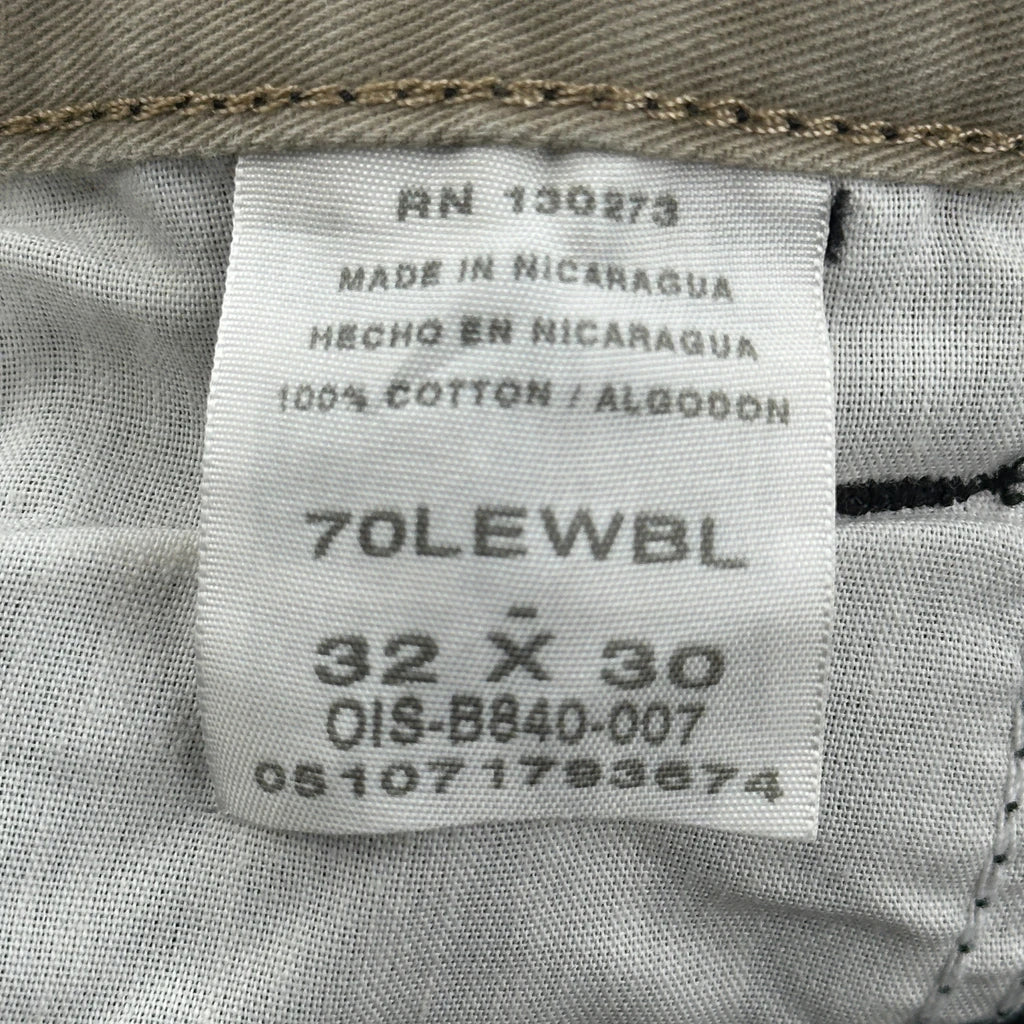 RN 130273
MADE IN NICARAGUA
HECHO EN NICARAGUA
100% COTTON / ALGODON
70LEWBL
32 X 30
OIS-B840-007
051071793674